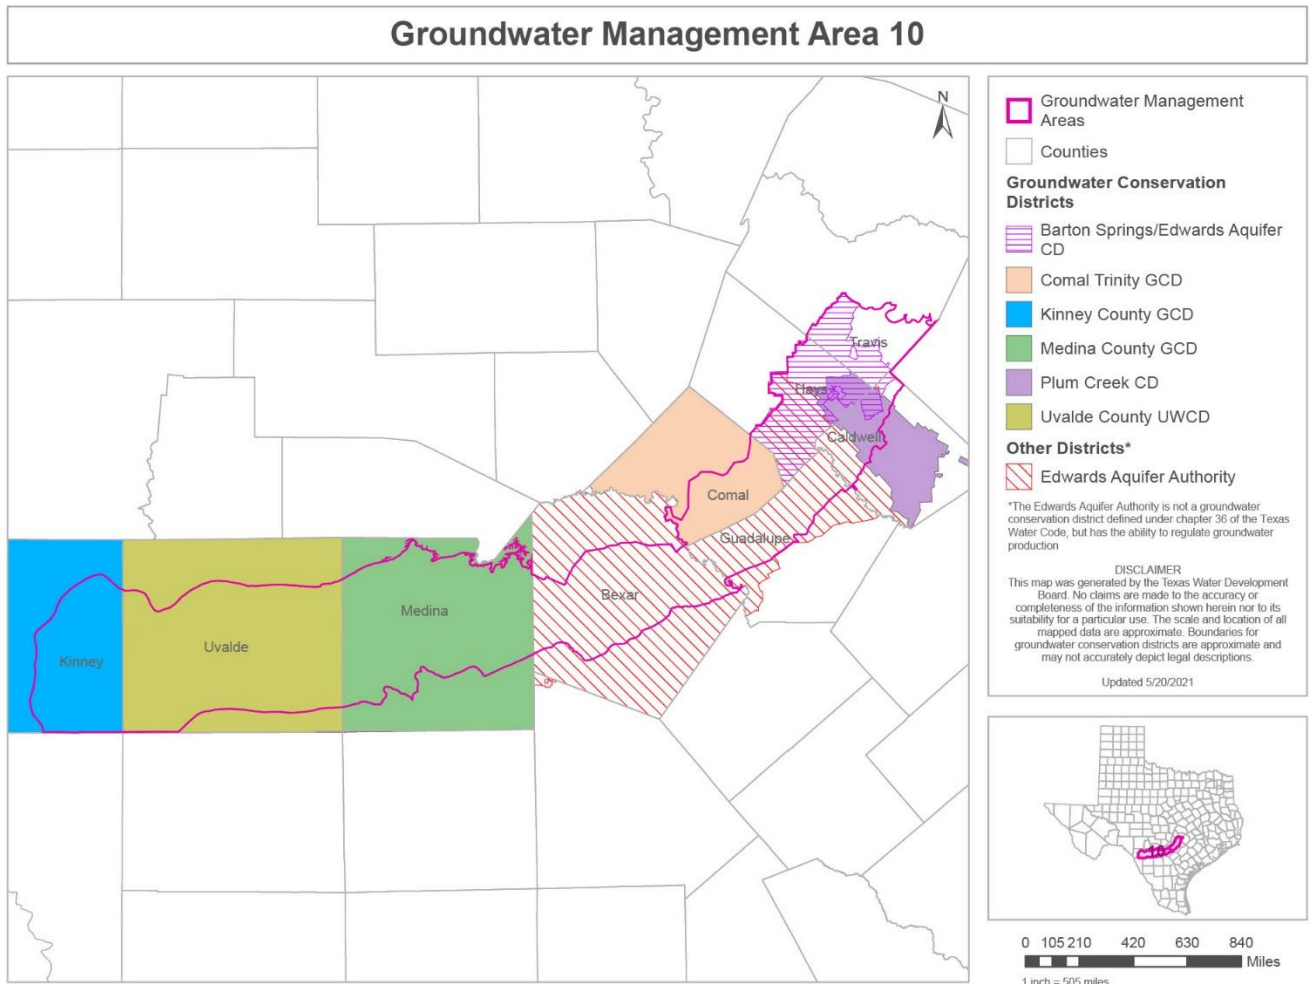 Groundwater Management Area 10
N
Travis
Hays
Caldwell
Comal
Guadalupe
Bexar
Medina
Uvalde
Kinney
Groundwater Management
Areas
Counties
Groundwater Conservation
Districts
Barton Springs/Edwards Aquifer
CD
Comal Trinity GCD
Kinney County GCD
Medina County GCD
Plum Creek CD
Uvalde County UWCD
Other Districts*
Edwards Aquifer Authority
*The Edwards Aquifer Authority is not a groundwater
conservation district defined under chapter 36 of the Texas
Water Code, but has the ability to regulate groundwater
production
DISCLAIMER
This map was generated by the Texas Water Development
Board. No claims are made to the accuracy or
completeness of the information shown herein nor to its
suitability for a particular use. The scale and location of all
mapped data are approximate. Boundaries for
groundwater conservation districts are approximate and
may not accurately depict legal descriptions.
Updated 5/20/2021
10
0 105 210 420 630 840
Miles
1 inch = 505 miles